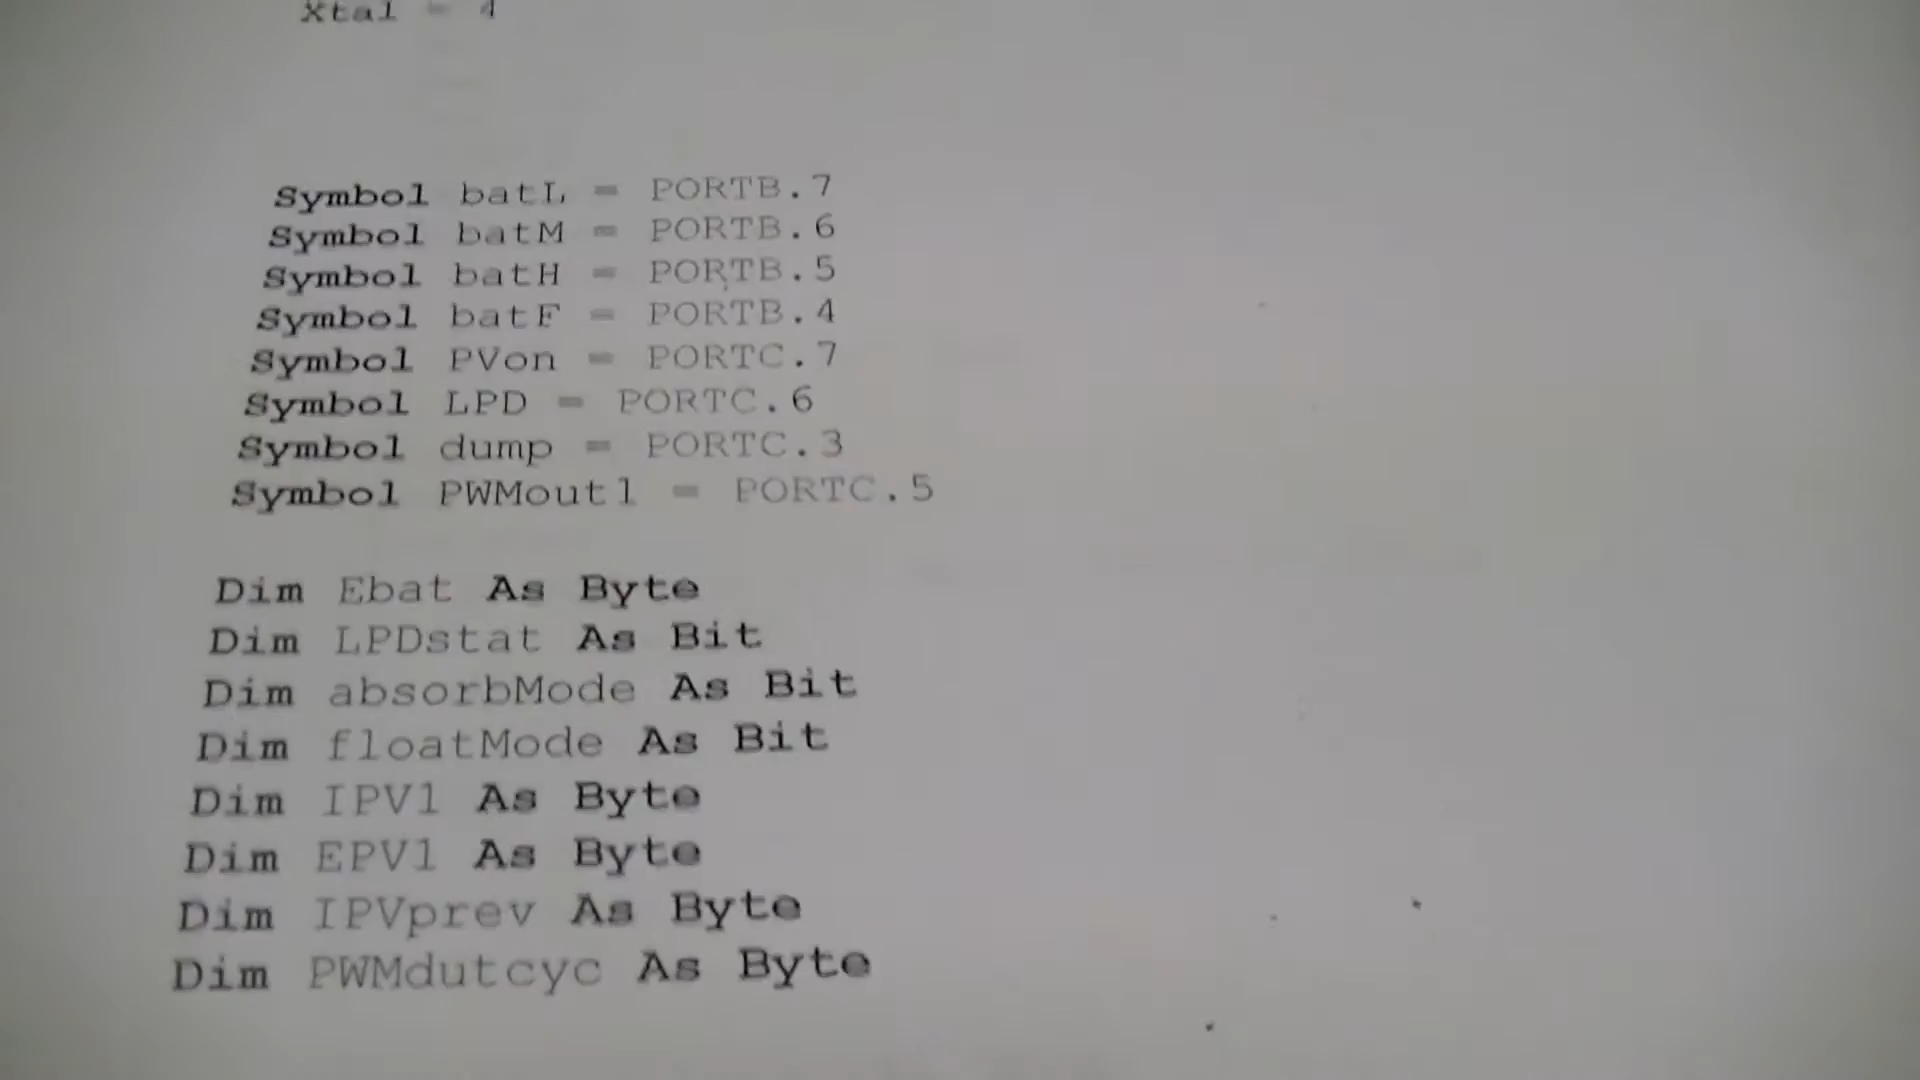 Xtal = 4
Symbol batL = PORTB.7
Symbol batM = PORTB.6
Symbol batH = PORTB.5
Symbol batF = PORTB.4
Symbol PVon = PORTC.7
Symbol LPD = PORTC.6
Symbol dump = PORTC.3
Symbol PWMout1 = PORTC.5
Dim Ebat As Byte
Dim LPDstat As Bit
Dim absorbMode As Bit
Dim floatMode As Bit
Dim IPV1 As Byte
Dim EPV1 As Byte
Dim IPVprev As Byte
Dim PWMdutcyc As Byte